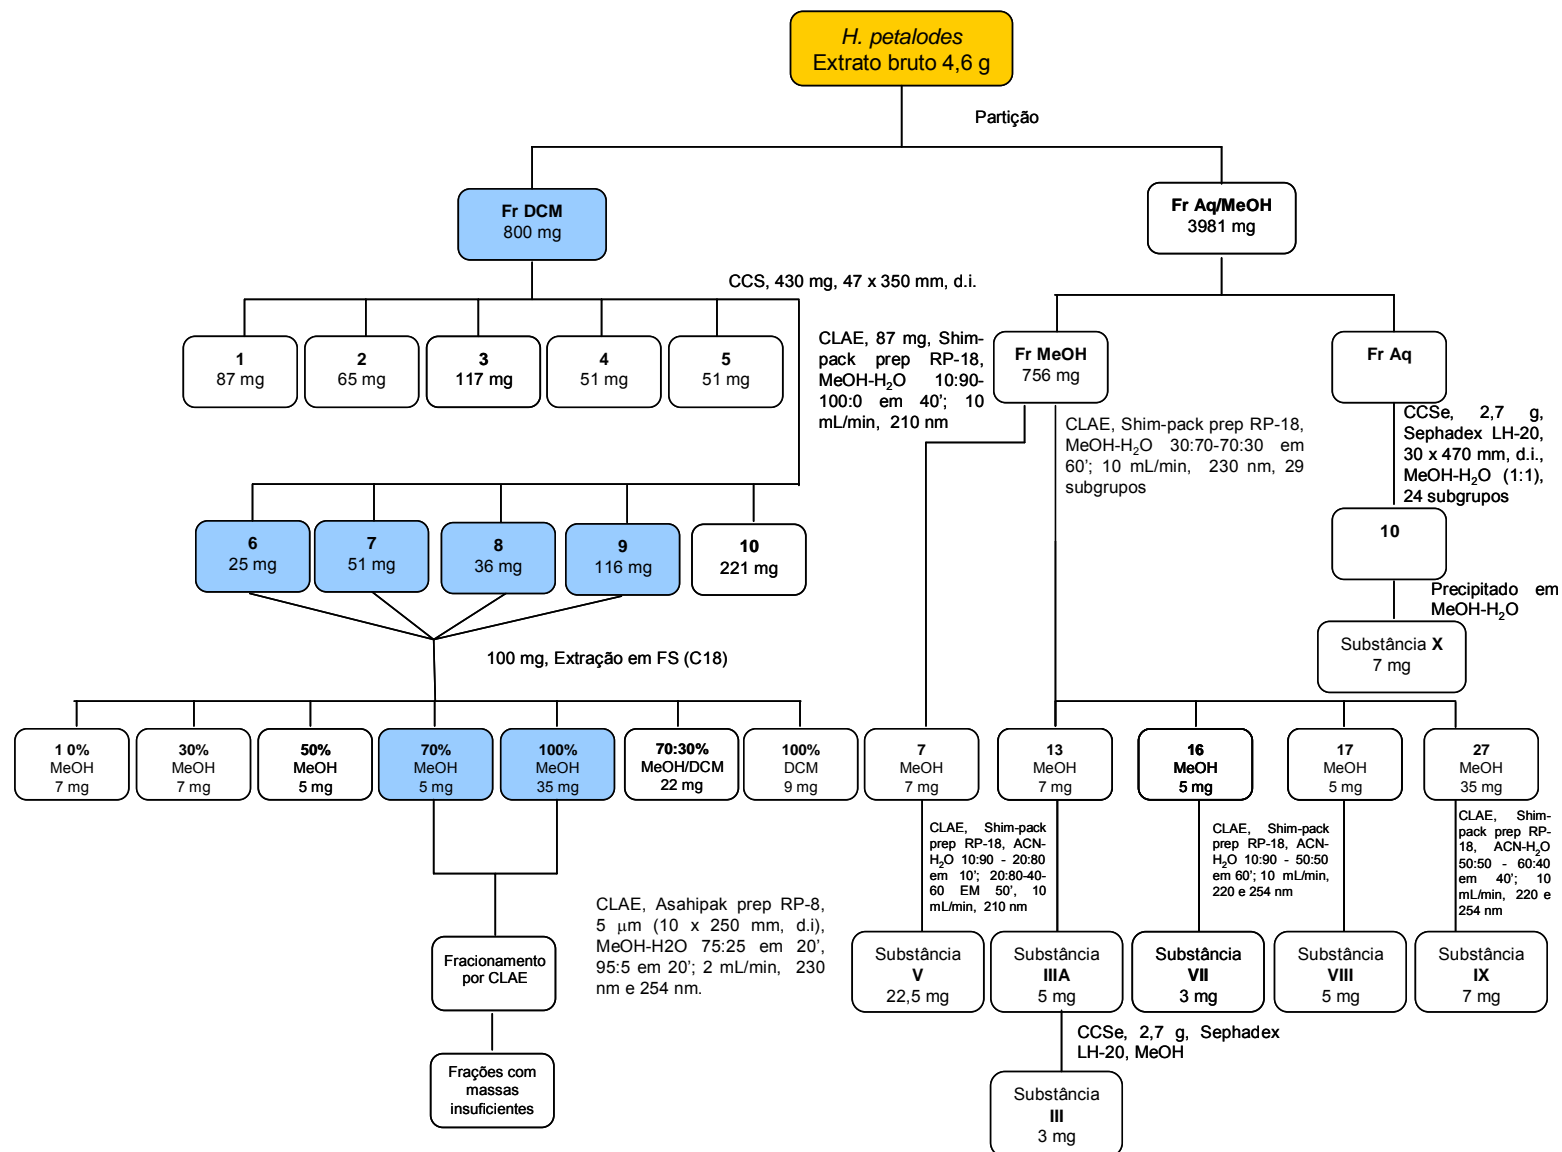 H. petalodes
Extrato bruto 4,6 g
Partição
Fr DCM
800 mg
Fr Aq/MeOH
3981 mg
CCS, 430 mg, 47 x 350 mm, d.i.
1
87 mg
2
65 mg
3
117 mg
4
51 mg
5
51 mg
CLAE, 87 mg, Shim-
pack prep RP-18,
MeOH-H₂O 10:90-
100:0 em 40’; 10
mL/min, 210 nm
Fr MeOH
756 mg
Fr Aq
CLAE, Shim-pack prep RP-18,
MeOH-H₂O 30:70-70:30 em
60’; 10 mL/min, 230 nm, 29
subgrupos
CCSe, 2,7 g,
Sephadex LH-20,
30 x 470 mm, d.i.,
MeOH-H₂O (1:1),
24 subgrupos
6
25 mg
7
51 mg
8
36 mg
9
116 mg
10
221 mg
10
Precipitado em
MeOH-H₂O
Substância X
7 mg
100 mg, Extração em FS (C18)
1 0%
MeOH
7 mg
30%
MeOH
7 mg
50%
MeOH
5 mg
70%
MeOH
5 mg
100%
MeOH
35 mg
70:30%
MeOH/DCM
22 mg
100%
DCM
9 mg
7
MeOH
7 mg
13
MeOH
7 mg
16
MeOH
5 mg
17
MeOH
5 mg
27
MeOH
35 mg
CLAE, Shim-pack
prep RP-18, ACN-
H₂O 10:90 - 20:80
em 10’; 20:80-40-
60 EM 50’, 10
mL/min, 210 nm
CLAE, Shim-pack
prep RP-18, ACN-
H₂O 10:90 - 50:50
em 60’; 10 mL/min,
220 e 254 nm
CLAE, Shim-
pack prep RP-
18, ACN-H₂O
50:50 - 60:40
em 40’; 10
mL/min, 220 e
254 nm
CLAE, Asahipak prep RP-8,
5 μm (10 x 250 mm, d.i),
MeOH-H2O 75:25 em 20’,
95:5 em 20’; 2 mL/min, 230
nm e 254 nm.
Fracionamento
por CLAE
Frações com
massas
insuficientes
Substância
V
22,5 mg
Substância
IIIA
5 mg
Substância
VII
3 mg
Substância
VIII
5 mg
Substância
IX
7 mg
CCSe, 2,7 g, Sephadex
LH-20, MeOH
Substância
III
3 mg